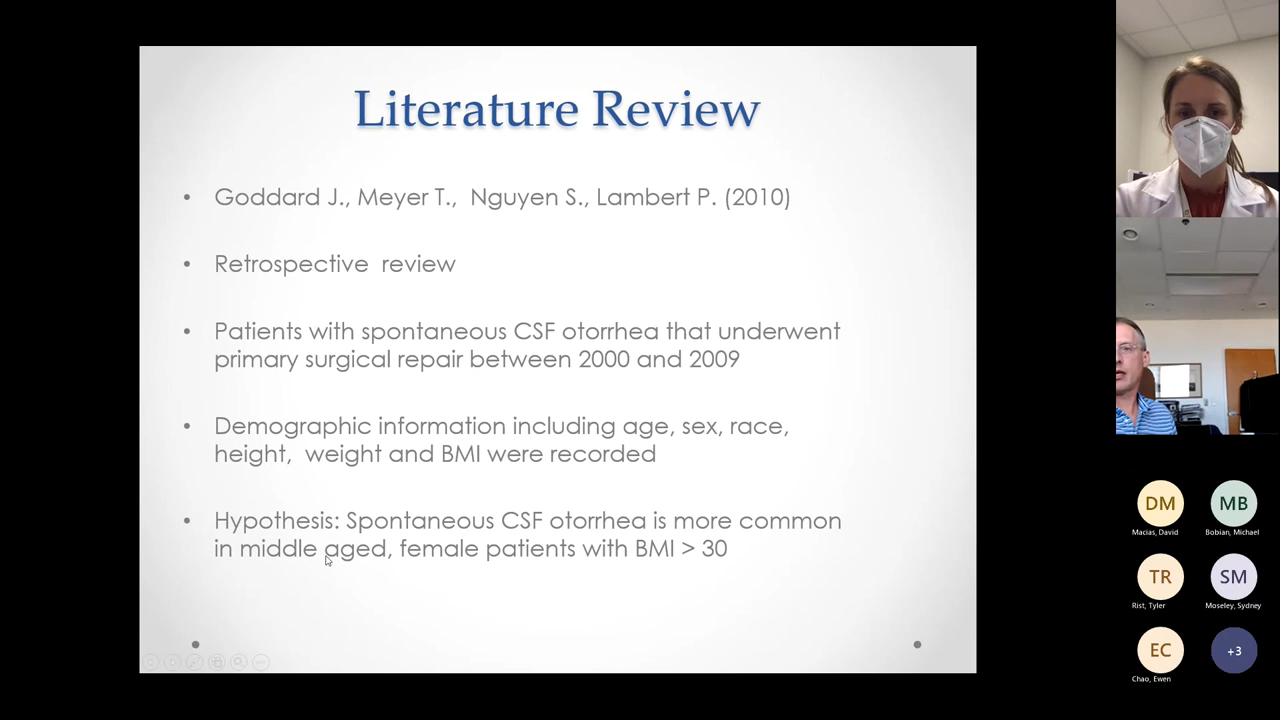 Literature Review
• Goddard J., Meyer T.,  Nguyen S., Lambert P. (2010)
• Retrospective  review
• Patients with spontaneous CSF otorrhea that underwent
primary surgical repair between 2000 and 2009
• Demographic information including age, sex, race,
height,  weight and BMI were recorded
• Hypothesis: Spontaneous CSF otorrhea is more common
in middle aged, female patients with BMI > 30
DM
Macias, David
MB
Bobian, Michael
TR
Rist, Tyler
SM
Moseley, Sydney
EC
Chao, Ewen
+3